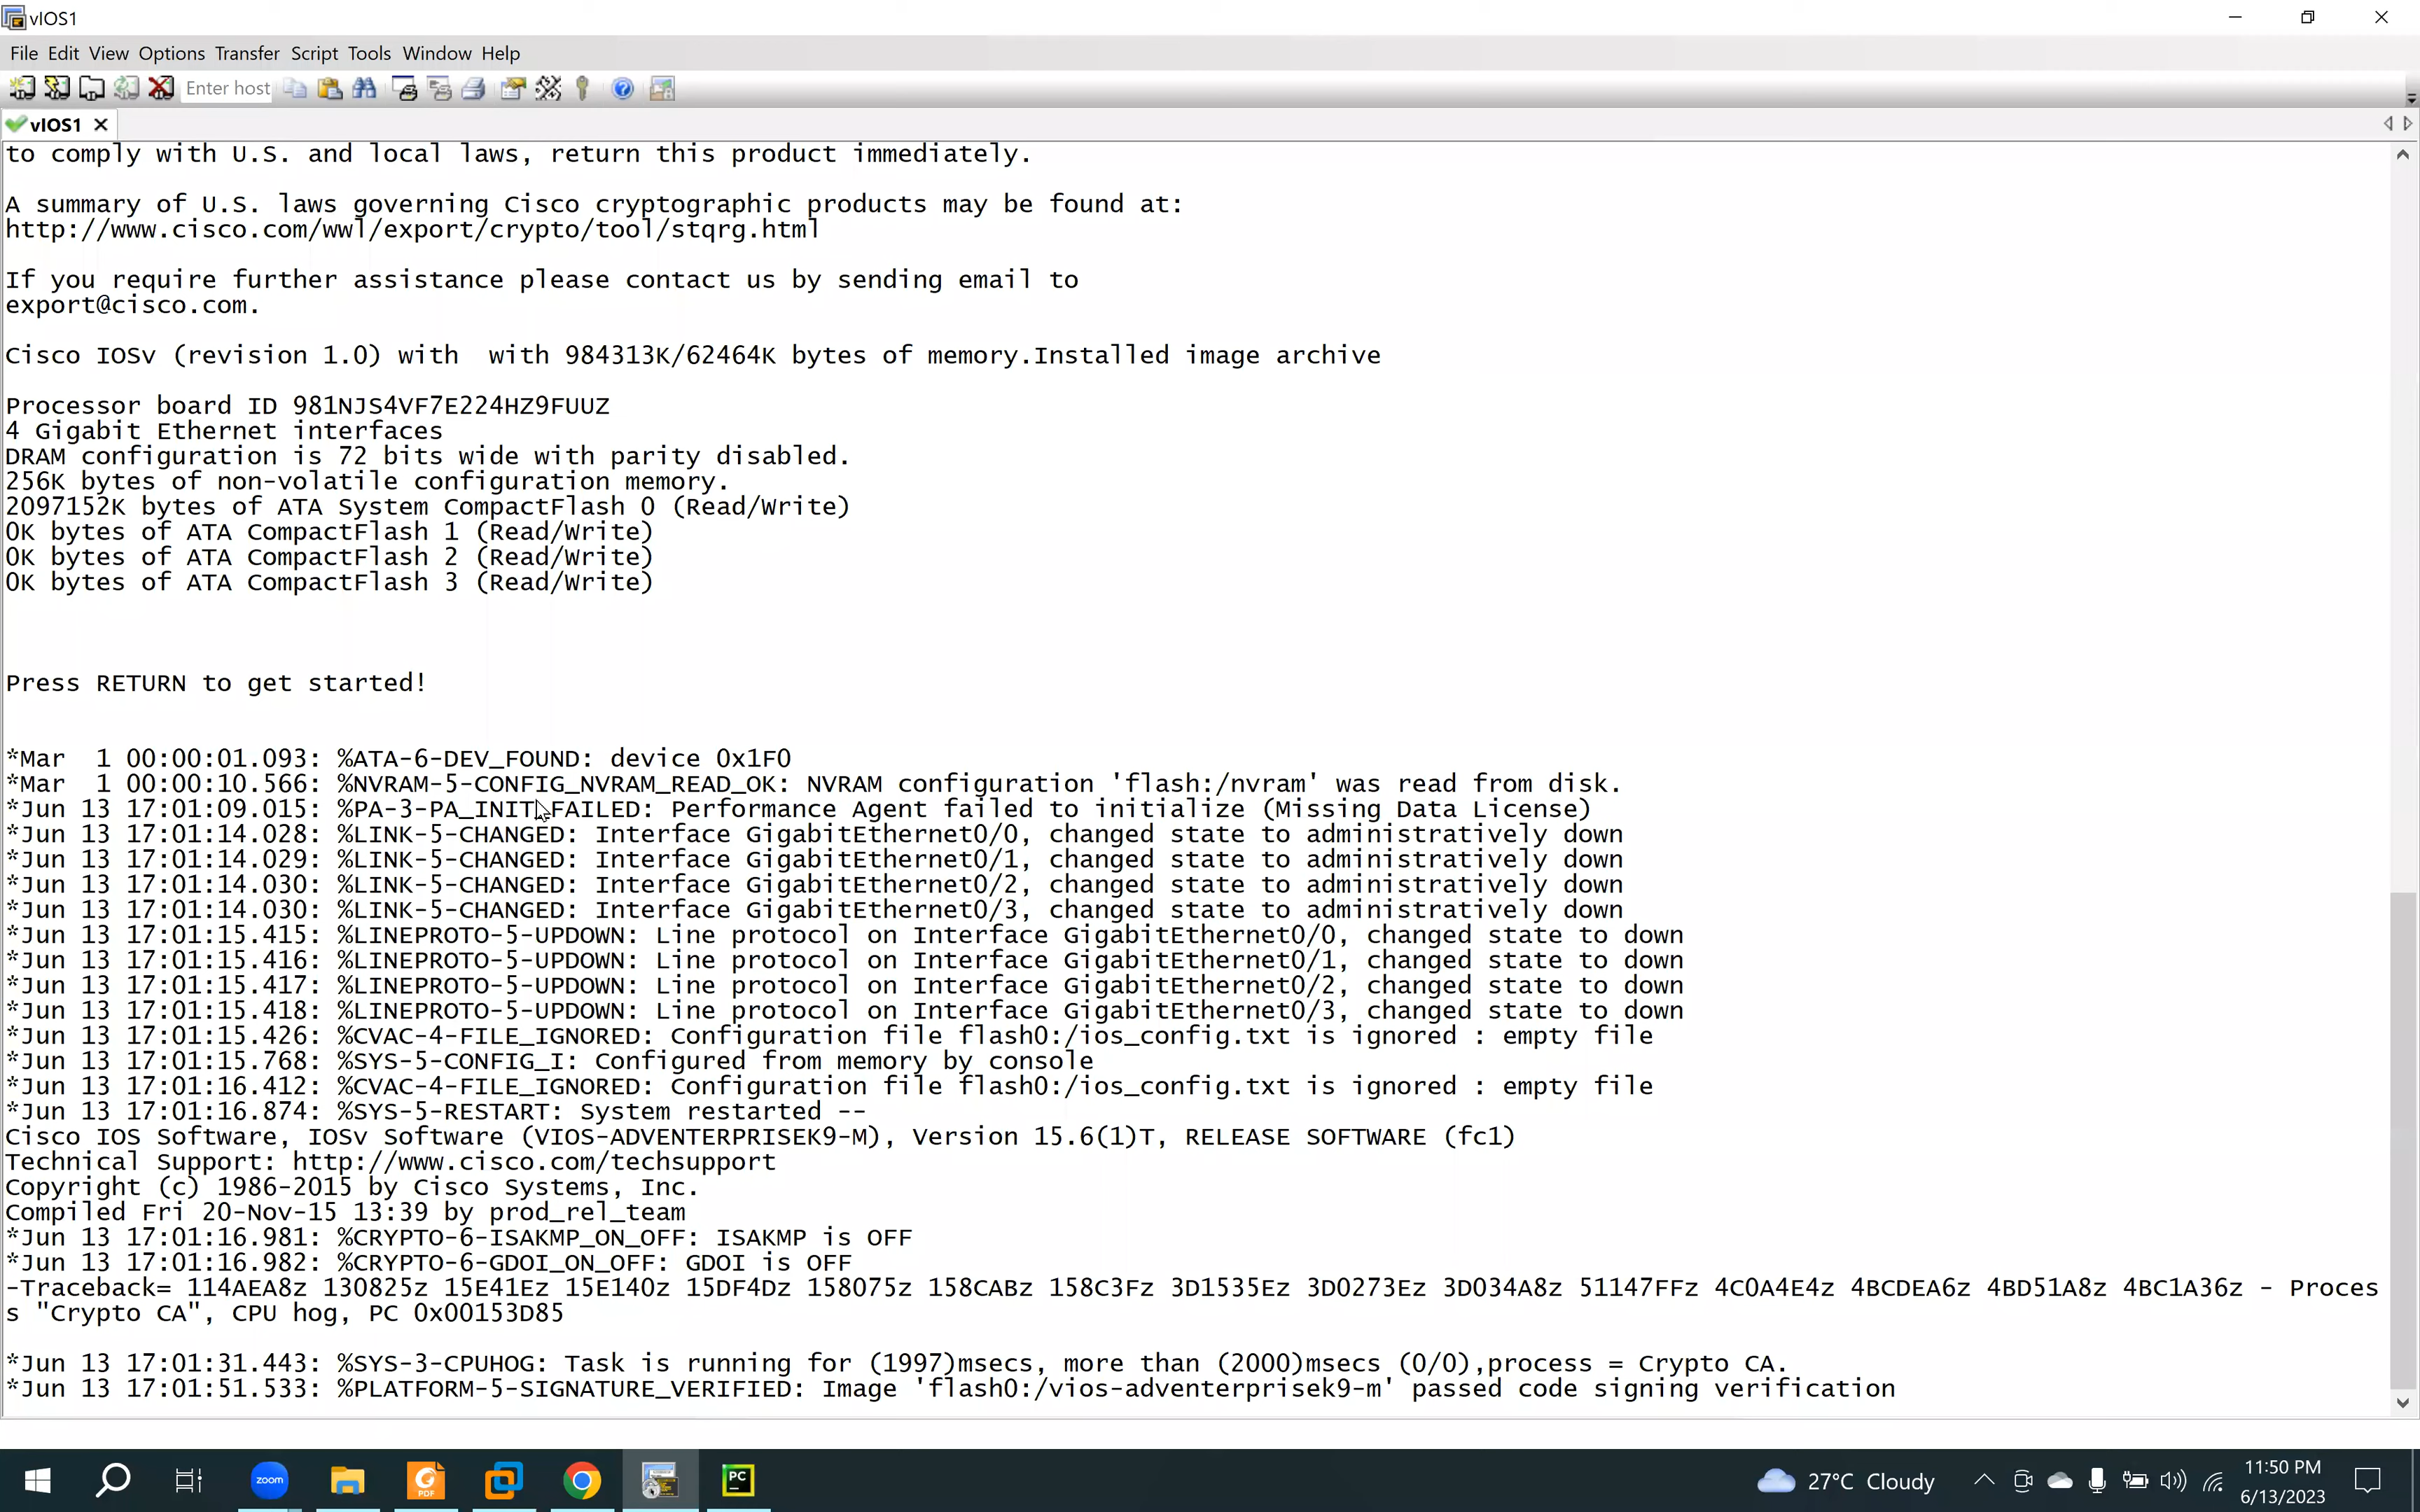 vIOS1
File Edit View Options Transfer Script Tools Window Help
Enter host
vIOS1
to comply with U.S. and local laws, return this product immediately.
A summary of U.S. laws governing Cisco cryptographic products may be found at:
http://www.cisco.com/wwl/export/crypto/tool/stqrg.html
If you require further assistance please contact us by sending email to
export@cisco.com.
Cisco IOSv (revision 1.0) with  with 984313K/62464K bytes of memory.Installed image archive
Processor board ID 981NJS4VF7E224HZ9FUUZ
4 Gigabit Ethernet interfaces
DRAM configuration is 72 bits wide with parity disabled.
256K bytes of non-volatile configuration memory.
2097152K bytes of ATA System CompactFlash 0 (Read/Write)
0K bytes of ATA CompactFlash 1 (Read/Write)
0K bytes of ATA CompactFlash 2 (Read/Write)
0K bytes of ATA CompactFlash 3 (Read/Write)
Press RETURN to get started!
*Mar  1 00:00:01.093: %ATA-6-DEV_FOUND: device 0x1F0
*Mar  1 00:00:10.566: %NVRAM-5-CONFIG_NVRAM_READ_OK: NVRAM configuration 'flash:/nvram' was read from disk.
*Jun 13 17:01:09.015: %PA-3-PA_INIT_FAILED: Performance Agent failed to initialize (Missing Data License)
*Jun 13 17:01:14.028: %LINK-5-CHANGED: Interface GigabitEthernet0/0, changed state to administratively down
*Jun 13 17:01:14.029: %LINK-5-CHANGED: Interface GigabitEthernet0/1, changed state to administratively down
*Jun 13 17:01:14.030: %LINK-5-CHANGED: Interface GigabitEthernet0/2, changed state to administratively down
*Jun 13 17:01:14.030: %LINK-5-CHANGED: Interface GigabitEthernet0/3, changed state to administratively down
*Jun 13 17:01:15.415: %LINEPROTO-5-UPDOWN: Line protocol on Interface GigabitEthernet0/0, changed state to down
*Jun 13 17:01:15.416: %LINEPROTO-5-UPDOWN: Line protocol on Interface GigabitEthernet0/1, changed state to down
*Jun 13 17:01:15.417: %LINEPROTO-5-UPDOWN: Line protocol on Interface GigabitEthernet0/2, changed state to down
*Jun 13 17:01:15.418: %LINEPROTO-5-UPDOWN: Line protocol on Interface GigabitEthernet0/3, changed state to down
*Jun 13 17:01:15.426: %CVAC-4-FILE_IGNORED: Configuration file flash0:/ios_config.txt is ignored : empty file
*Jun 13 17:01:15.768: %SYS-5-CONFIG_I: Configured from memory by console
*Jun 13 17:01:16.412: %CVAC-4-FILE_IGNORED: Configuration file flash0:/ios_config.txt is ignored : empty file
*Jun 13 17:01:16.874: %SYS-5-RESTART: System restarted --
Cisco IOS Software, IOSv Software (VIOS-ADVENTERPRISEK9-M), Version 15.6(1)T, RELEASE SOFTWARE (fc1)
Technical Support: http://www.cisco.com/techsupport
Copyright (c) 1986-2015 by Cisco Systems, Inc.
Compiled Fri 20-Nov-15 13:39 by prod_rel_team
*Jun 13 17:01:16.981: %CRYPTO-6-ISAKMP_ON_OFF: ISAKMP is OFF
*Jun 13 17:01:16.982: %CRYPTO-6-GDOI_ON_OFF: GDOI is OFF
-Traceback= 114AEA8z 130825z 15E41Ez 15E140z 15DF4Dz 158075z 158CABz 158C3Fz 3D1535Ez 3D0273Ez 3D034A8z 51147FFz 4C0A4E4z 4BCDEA6z 4BD51A8z 4BC1A36z - Proces
s "Crypto CA", CPU hog, PC 0x00153D85
*Jun 13 17:01:31.443: %SYS-3-CPUHOG: Task is running for (1997)msecs, more than (2000)msecs (0/0),process = Crypto CA.
*Jun 13 17:01:51.533: %PLATFORM-5-SIGNATURE_VERIFIED: Image 'flash0:/vios-adventerprisek9-m' passed code signing verification
zoom
PDF
PC
27°C Cloudy
11:50 PM
6/13/2023